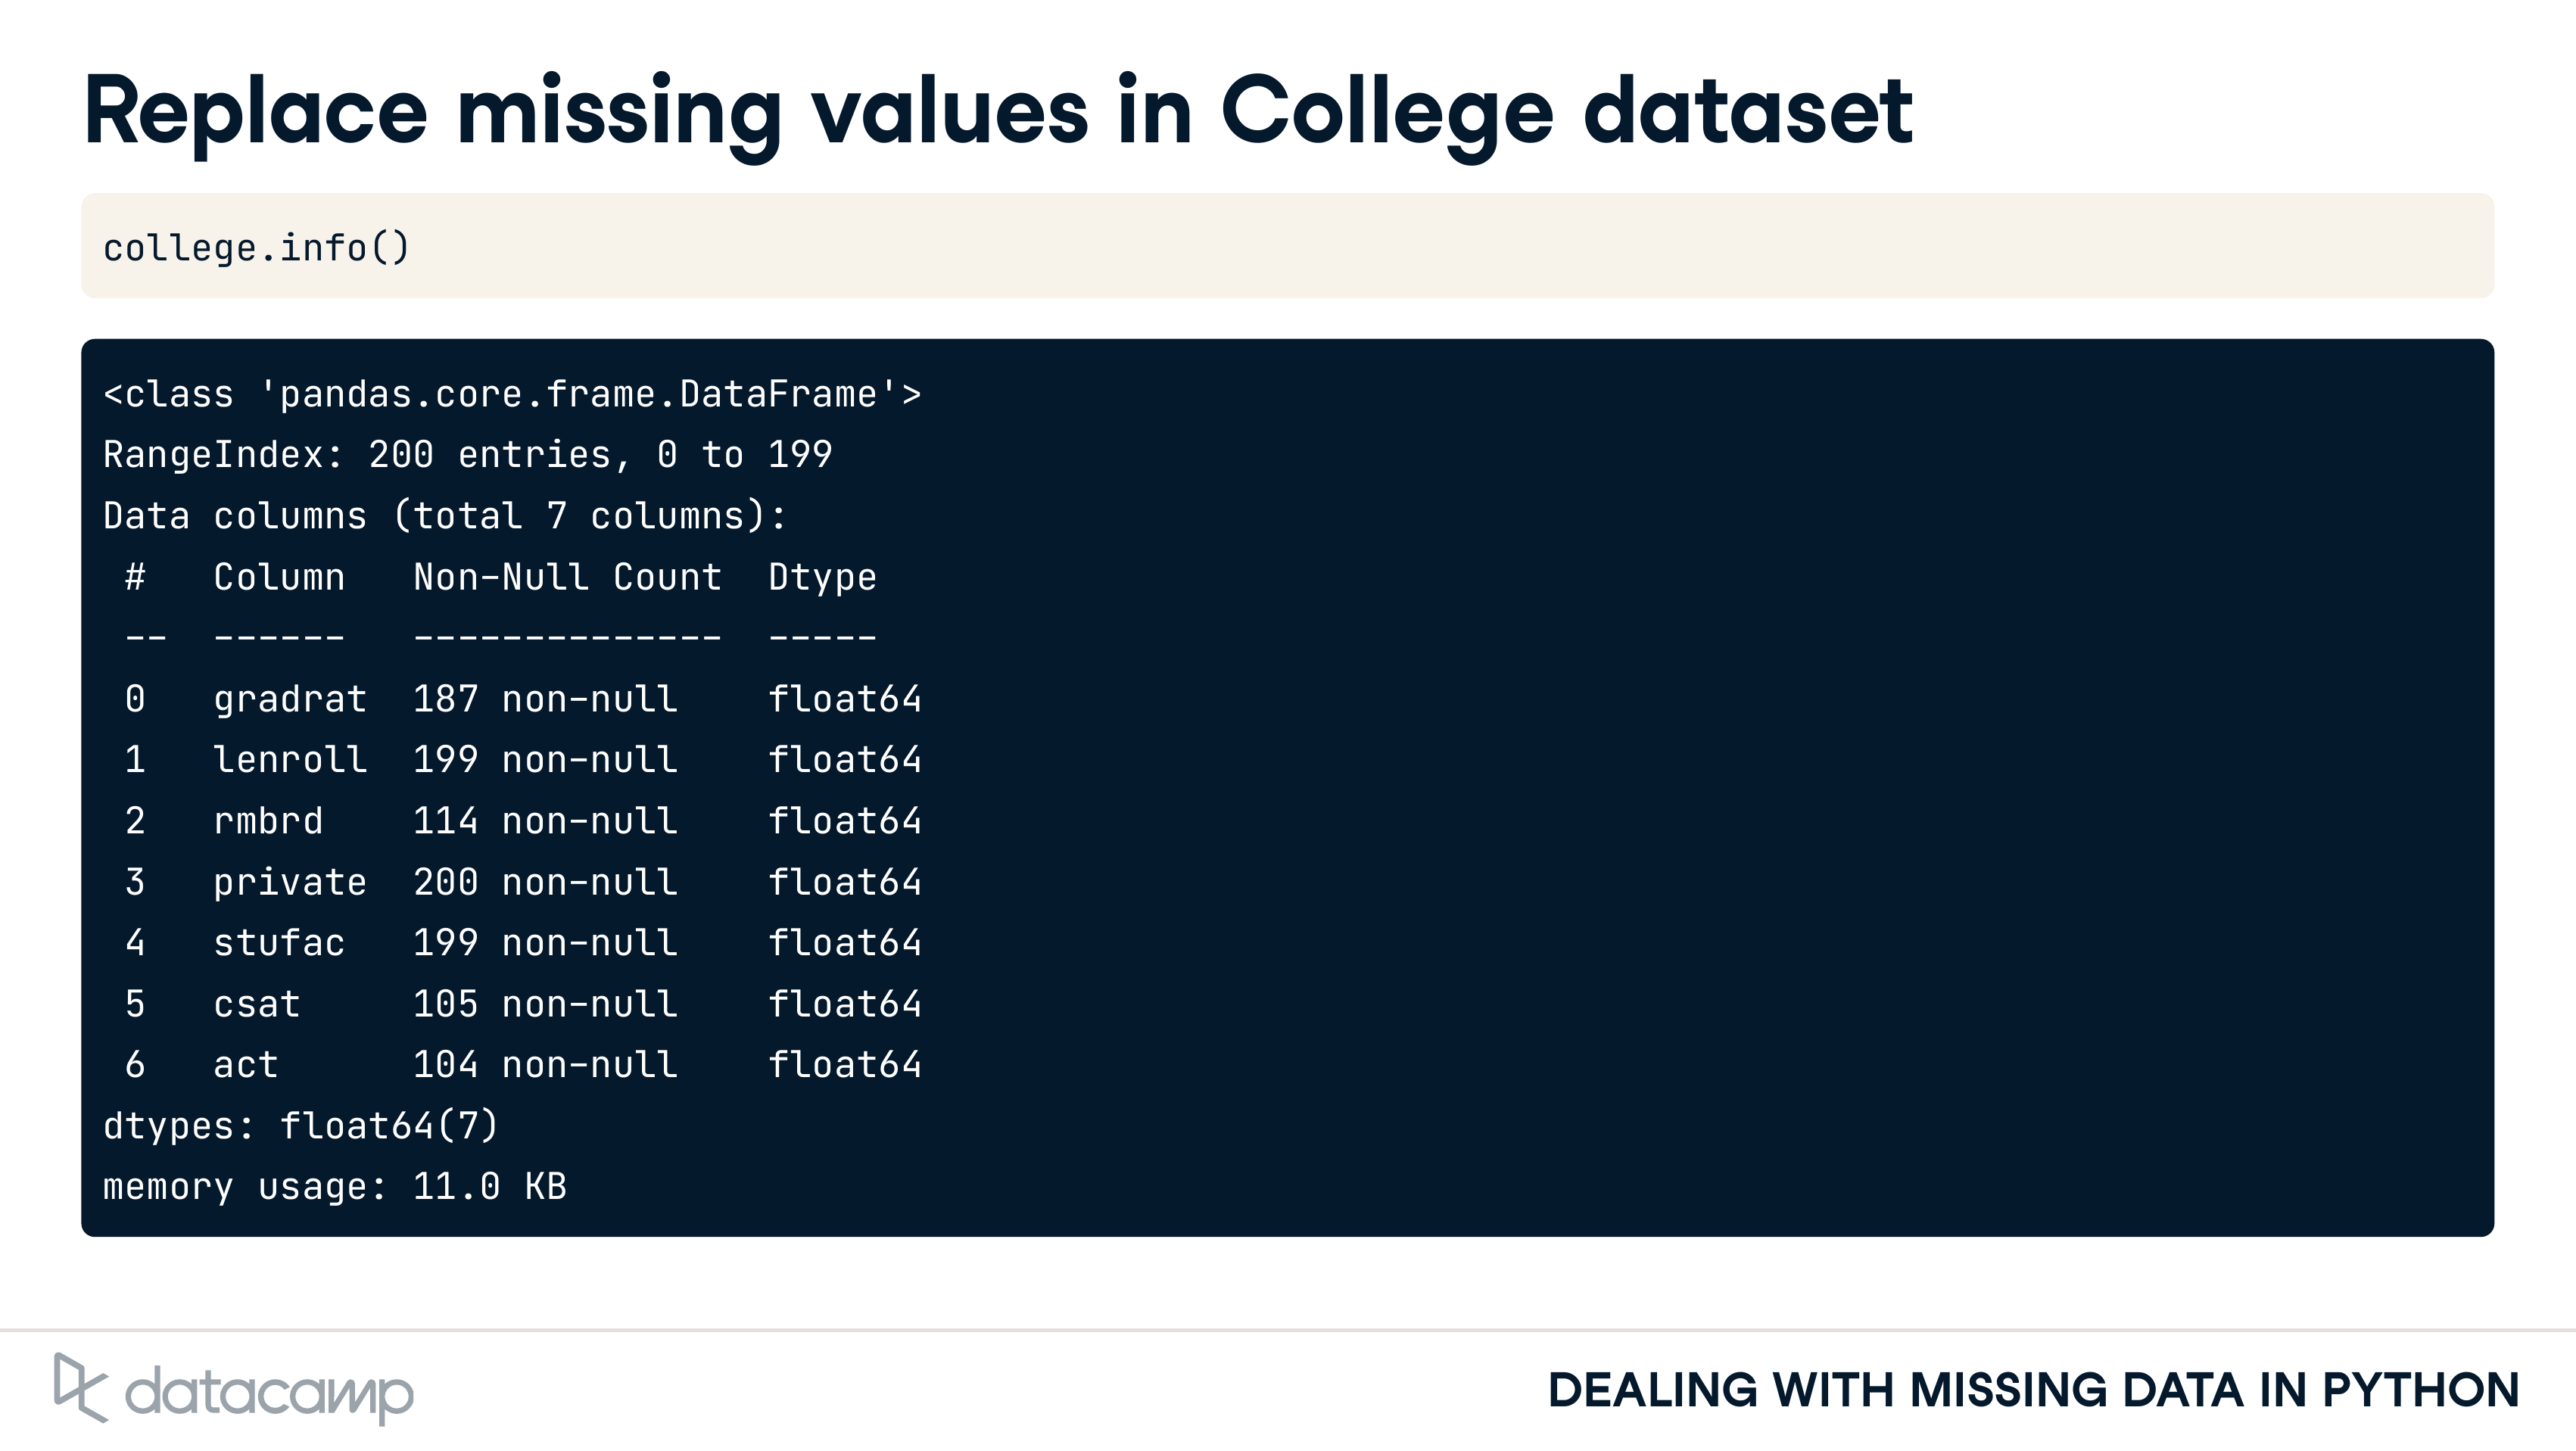 Replace missing values in College dataset
college.info()
<class 'pandas.core.frame.DataFrame'>
RangeIndex: 200 entries, 0 to 199
Data columns (total 7 columns):
 #   Column   Non-Null Count  Dtype
 --  ------   --------------  -----
 0   gradrat  187 non-null    float64
 1   lenroll  199 non-null    float64
 2   rmbrd    114 non-null    float64
 3   private  200 non-null    float64
 4   stufac   199 non-null    float64
 5   csat     105 non-null    float64
 6   act      104 non-null    float64
dtypes: float64(7)
memory usage: 11.0 KB
datacamp
DEALING WITH MISSING DATA IN PYTHON